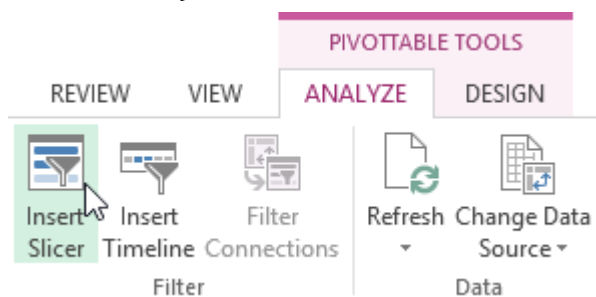 PIVOTTABLE TOOLS
REVIEW VIEW ANALYZE DESIGN
Insert Insert Filter Refresh Change Data
Slicer Timeline Connections Source
Filter Data